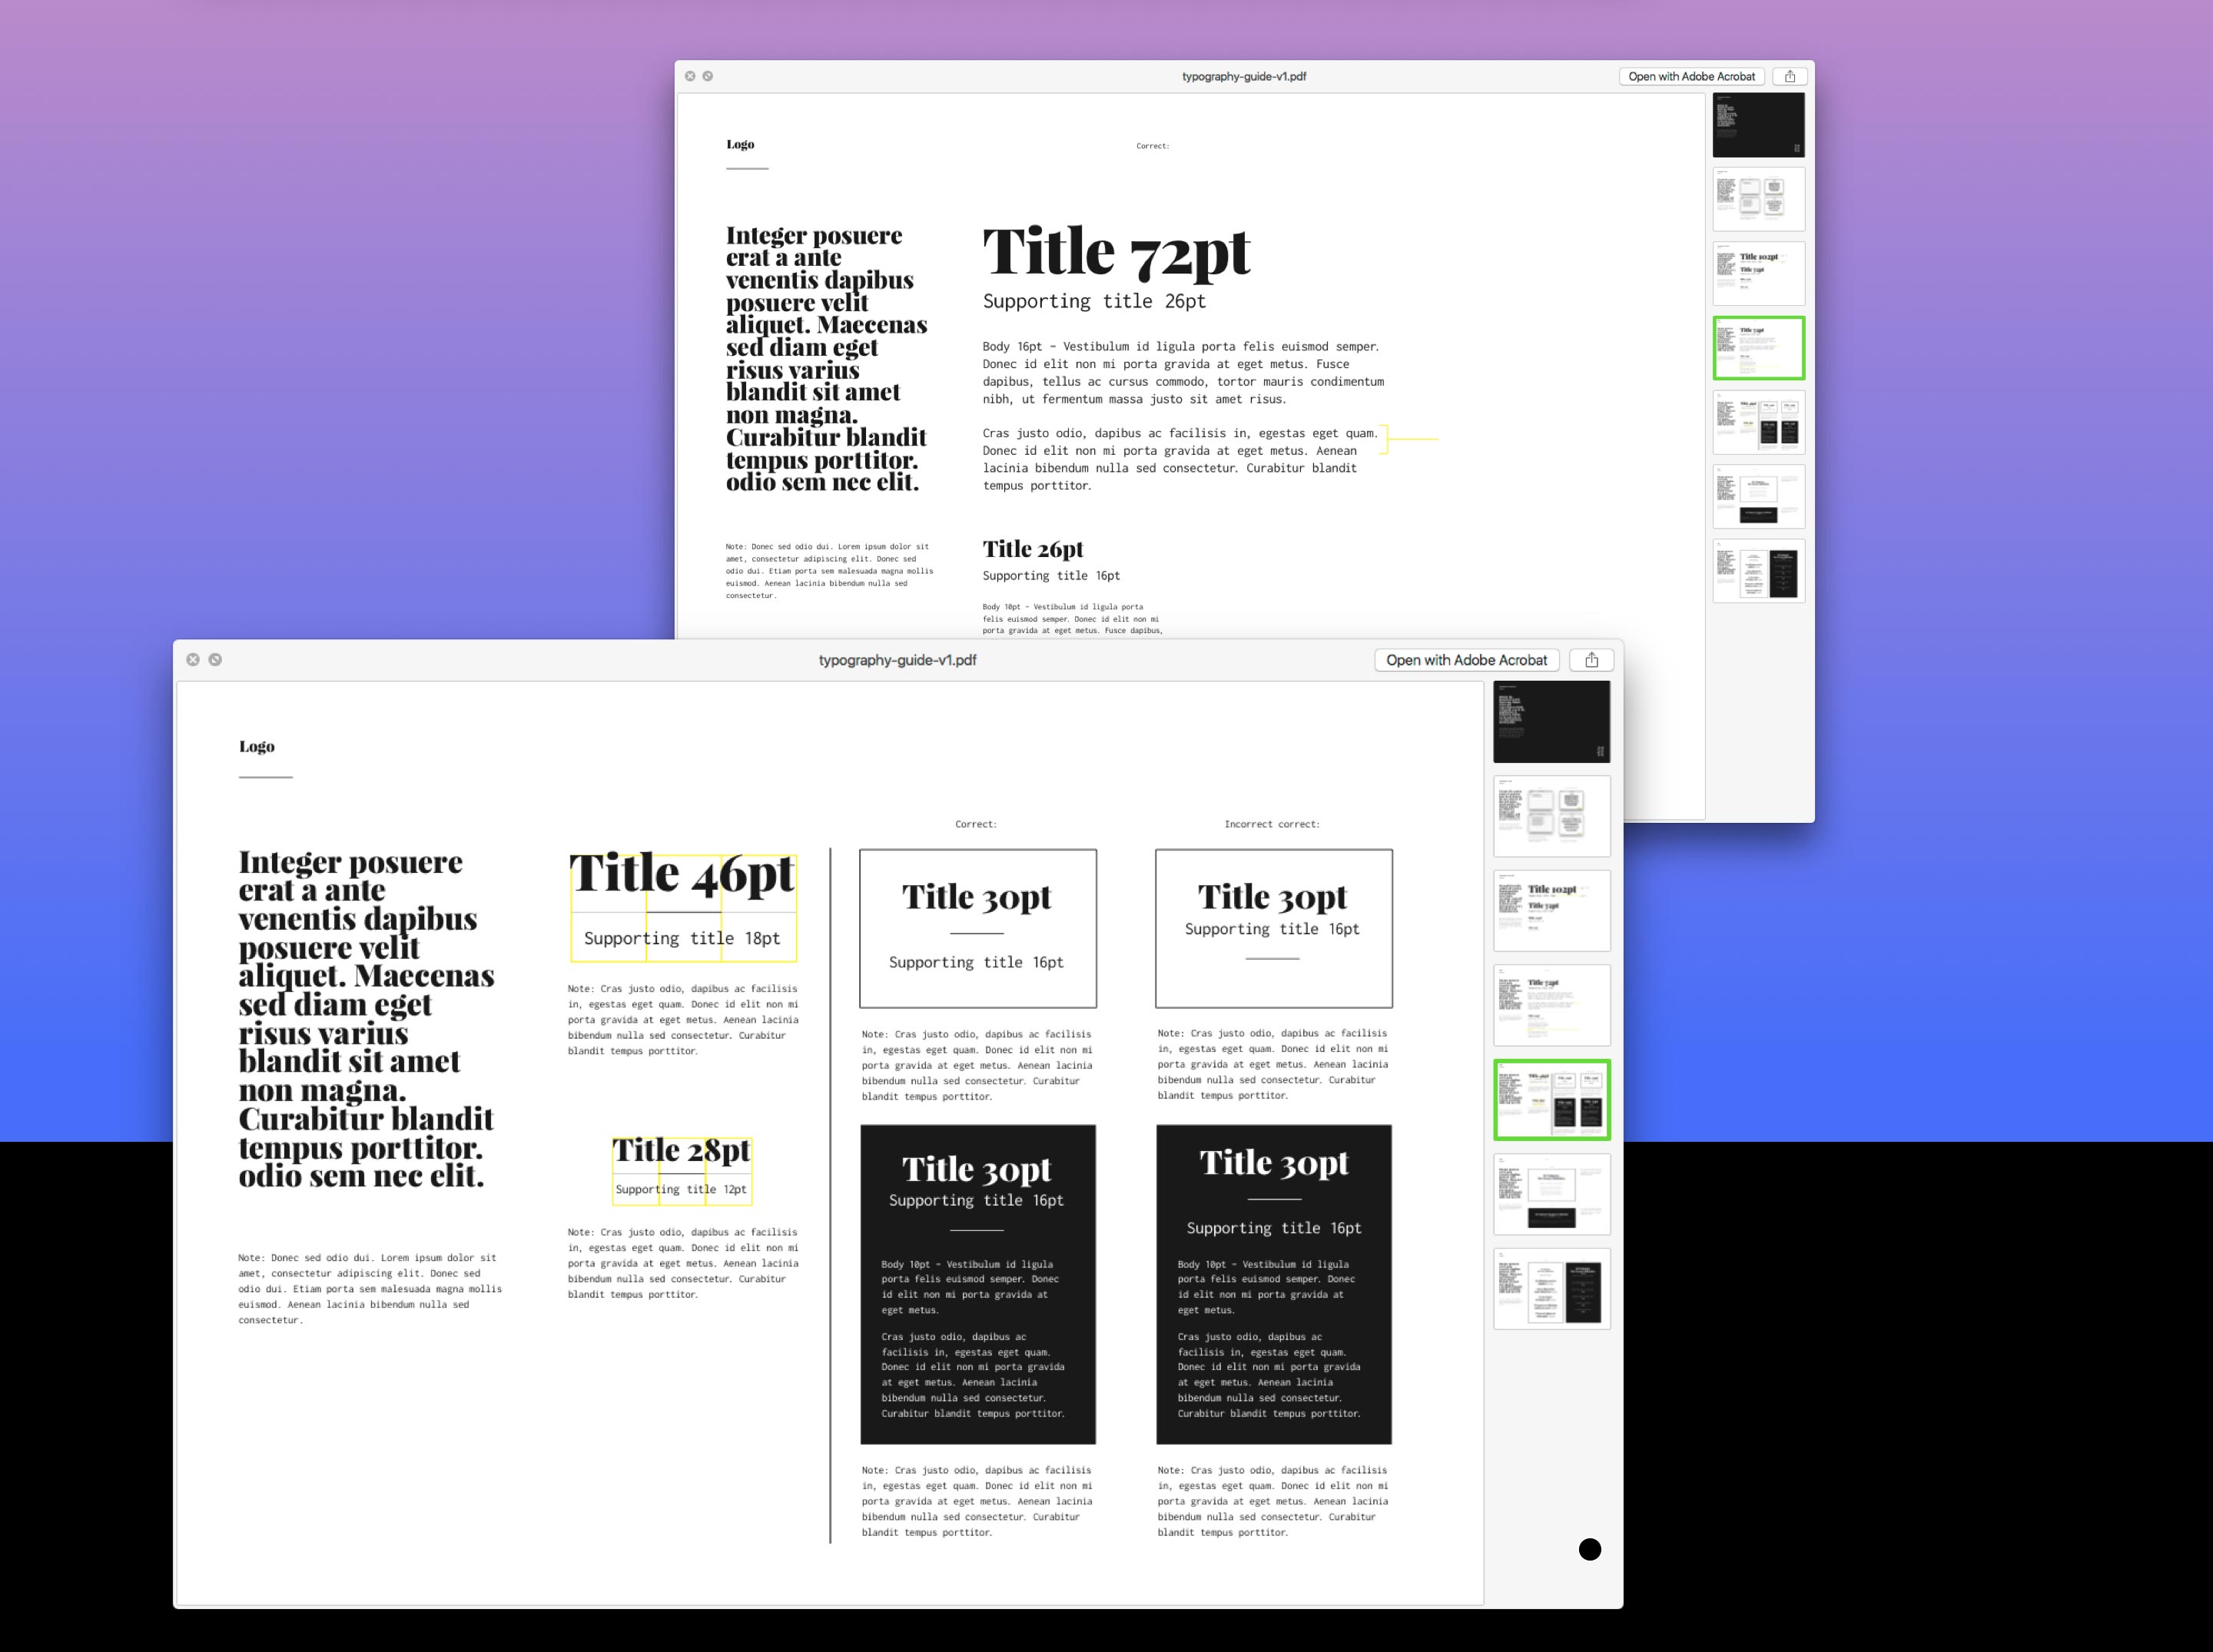 typography-guide-v1.pdf
Open with Adobe Acrobat
Logo
Correct:
Integer posuere
erat a ante
venentis dapibus
posuere velit
aliquet. Maecenas
sed diam eget
risus varius
blandit sit amet
non magna.
Curabitur blandit
tempus porttitor.
odio sem nec elit.
Note: Donec sed odio dui. Lorem ipsum dolor sit
amet, consectetur adipiscing elit. Donec sed
odio dui. Etiam porta sem malesuada magna mollis
euismod. Aenean lacinia bibendum nulla sed
consectetur.
Title 72pt
Supporting title 26pt
Body 16pt – Vestibulum id ligula porta felis euismod semper.
Donec id elit non mi porta gravida at eget metus. Fusce
dapibus, tellus ac cursus commodo, tortor mauris condimentum
nibh, ut fermentum massa justo sit amet risus.
Cras justo odio, dapibus ac facilisis in, egestas eget quam.
Donec id elit non mi porta gravida at eget metus. Aenean
lacinia bibendum nulla sed consectetur. Curabitur blandit
tempus porttitor.
Title 26pt
Supporting title 16pt
Body 10pt – Vestibulum id ligula porta
felis euismod semper. Donec id elit non mi
porta gravida at eget metus. Fusce dapibus,
Title 102pt
Title 72pt
typography-guide-v1.pdf
Open with Adobe Acrobat
Logo
Integer posuere
erat a ante
venentis dapibus
posuere velit
aliquet. Maecenas
sed diam eget
risus varius
blandit sit amet
non magna.
Curabitur blandit
tempus porttitor.
odio sem nec elit.
Note: Donec sed odio dui. Lorem ipsum dolor sit
amet, consectetur adipiscing elit. Donec sed
odio dui. Etiam porta sem malesuada magna mollis
euismod. Aenean lacinia bibendum nulla sed
consectetur.
Title 46pt
Supporting title 18pt
Note: Cras justo odio, dapibus ac facilisis
in, egestas eget quam. Donec id elit non mi
porta gravida at eget metus. Aenean lacinia
bibendum nulla sed consectetur. Curabitur
blandit tempus porttitor.
Title 28pt
Supporting title 12pt
Note: Cras justo odio, dapibus ac facilisis
in, egestas eget quam. Donec id elit non mi
porta gravida at eget metus. Aenean lacinia
bibendum nulla sed consectetur. Curabitur
blandit tempus porttitor.
Correct:
Title 30pt
Supporting title 16pt
Note: Cras justo odio, dapibus ac facilisis
in, egestas eget quam. Donec id elit non mi
porta gravida at eget metus. Aenean lacinia
bibendum nulla sed consectetur. Curabitur
blandit tempus porttitor.
Title 30pt
Supporting title 16pt
Body 10pt – Vestibulum id ligula
porta felis euismod semper. Donec
id elit non mi porta gravida at
eget metus.
Cras justo odio, dapibus ac
facilisis in, egestas eget quam.
Donec id elit non mi porta gravida
at eget metus. Aenean lacinia
bibendum nulla sed consectetur.
Curabitur blandit tempus porttitor.
Note: Cras justo odio, dapibus ac facilisis
in, egestas eget quam. Donec id elit non mi
porta gravida at eget metus. Aenean lacinia
bibendum nulla sed consectetur. Curabitur
blandit tempus porttitor.
Incorrect correct:
Title 30pt
Supporting title 16pt
Note: Cras justo odio, dapibus ac facilisis
in, egestas eget quam. Donec id elit non mi
porta gravida at eget metus. Aenean lacinia
bibendum nulla sed consectetur. Curabitur
blandit tempus porttitor.
Title 30pt
Supporting title 16pt
Body 10pt – Vestibulum id ligula
porta felis euismod semper. Donec
id elit non mi porta gravida at
eget metus.
Cras justo odio, dapibus ac
facilisis in, egestas eget quam.
Donec id elit non mi porta gravida
at eget metus. Aenean lacinia
bibendum nulla sed consectetur.
Curabitur blandit tempus porttitor.
Note: Cras justo odio, dapibus ac facilisis
in, egestas eget quam. Donec id elit non mi
porta gravida at eget metus. Aenean lacinia
bibendum nulla sed consectetur. Curabitur
blandit tempus porttitor.
Title 102pt
Title 72pt
Title 72pt